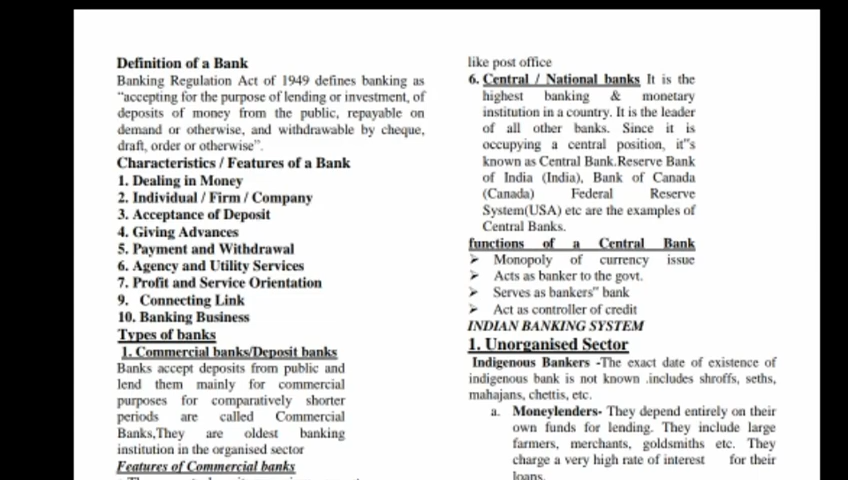 Definition of a Bank
Banking Regulation Act of 1949 defines banking as
“accepting for the purpose of lending or investment, of
deposits of money from the public, repayable on
demand or otherwise, and withdrawable by cheque,
draft, order or otherwise”.
Characteristics / Features of a Bank
1. Dealing in Money
2. Individual / Firm / Company
3. Acceptance of Deposit
4. Giving Advances
5. Payment and Withdrawal
6. Agency and Utility Services
7. Profit and Service Orientation
9. Connecting Link
10. Banking Business
Types of banks
1. Commercial banks/Deposit banks
Banks accept deposits from public and
lend them mainly for commercial
purposes for comparatively shorter
periods are called Commercial
Banks,They are oldest banking
institution in the organised sector
Features of Commercial banks
like post office
6. Central / National banks It is the
highest banking & monetary
institution in a country. It is the leader
of all other banks. Since it is
occupying a central position, it"s
known as Central Bank.Reserve Bank
of India (India), Bank of Canada
(Canada) Federal Reserve
System(USA) etc are the examples of
Central Banks.
functions of a Central Bank
➢ Monopoly of currency issue
➢ Acts as banker to the govt.
➢ Serves as bankers" bank
➢ Act as controller of credit
INDIAN BANKING SYSTEM
1. Unorganised Sector
Indigenous Bankers -The exact date of existence of
indigenous bank is not known .includes shroffs, seths,
mahajans, chettis, etc.
a. Moneylenders- They depend entirely on their
own funds for lending. They include large
farmers, merchants, goldsmiths etc. They
charge a very high rate of interest for their
loans.